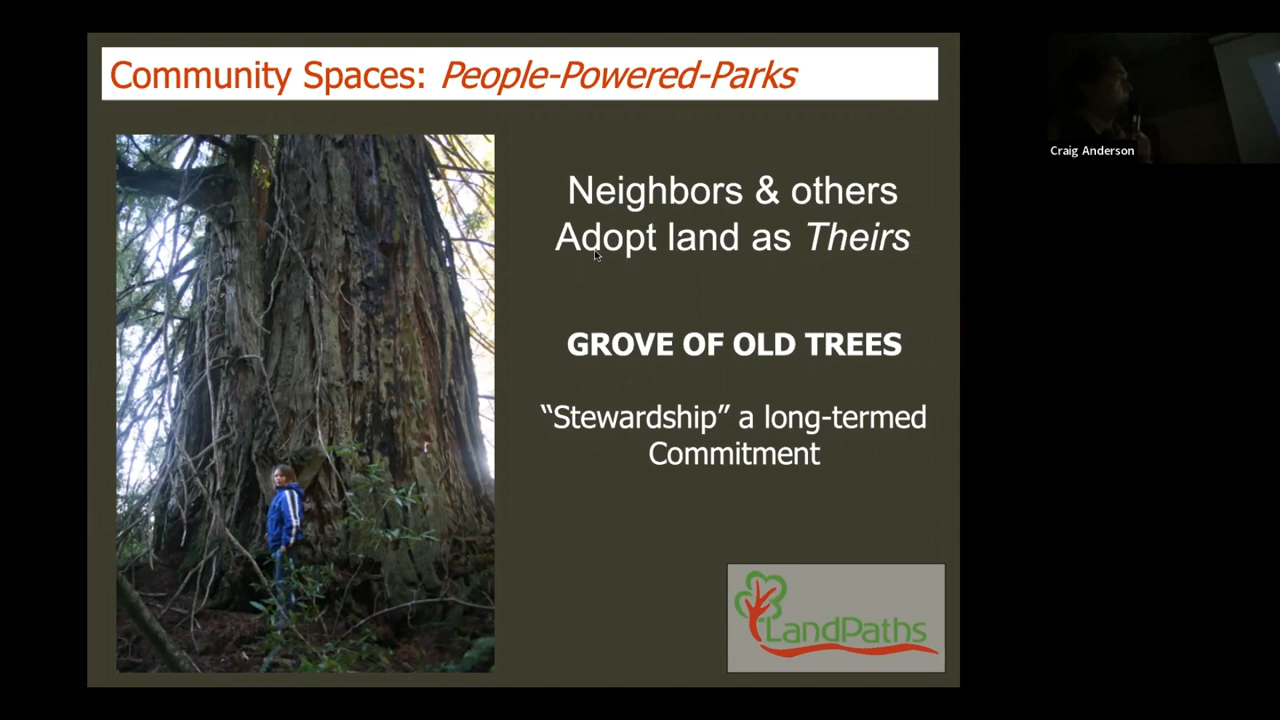 Community Spaces: People-Powered-Parks
Neighbors & others
Adopt land as Theirs
GROVE OF OLD TREES
“Stewardship” a long-termed
Commitment
LandPaths
Craig Anderson